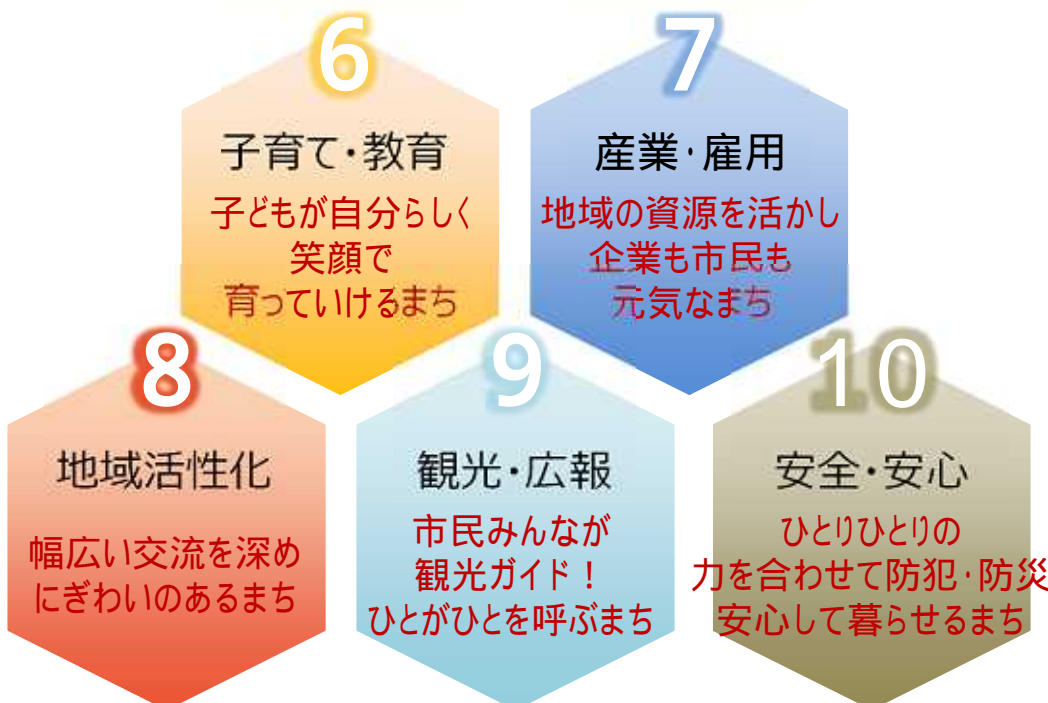 6
子育て・教育
子どもが自分らしく
笑顔で
育っていけるまち
7
産業・雇用
地域の資源を活かし
企業も市民も
元気なまち
8
地域活性化
幅広い交流を深め
にぎわいのあるまち
9
観光・広報
市民みんなが
観光ガイド！
ひとがひとを呼ぶまち
10
安全・安心
ひとりひとりの
力を合わせて防犯・防災
安心して暮らせるまち